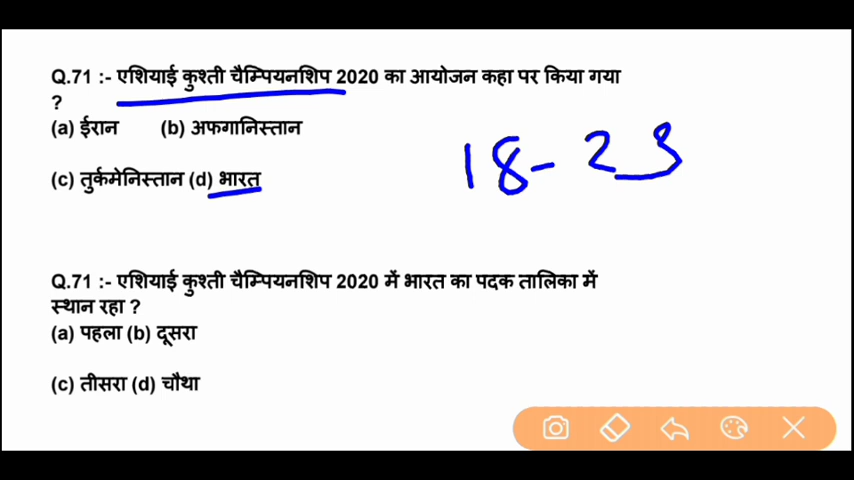 Q.71 :- एशियाई कुश्ती चैम्पियनशिप 2020 का आयोजन कहा पर किया गया
?
(a) ईरान (b) अफगानिस्तान
18-23
(c) तुर्कमेनिस्तान (d) भारत
Q.71 :- एशियाई कुश्ती चैम्पियनशिप 2020 में भारत का पदक तालिका में
स्थान रहा ?
(a) पहला (b) दूसरा
(c) तीसरा (d) चौथा